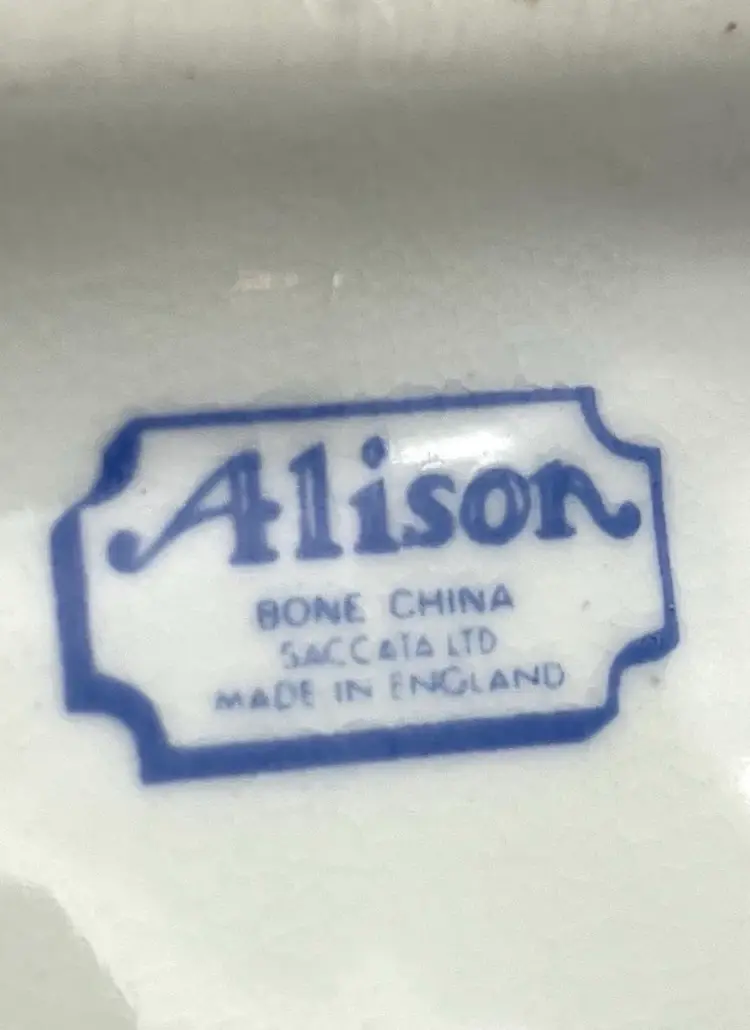 Alison
BONE CHINA
SACCATA LTD
MADE IN ENGLAND